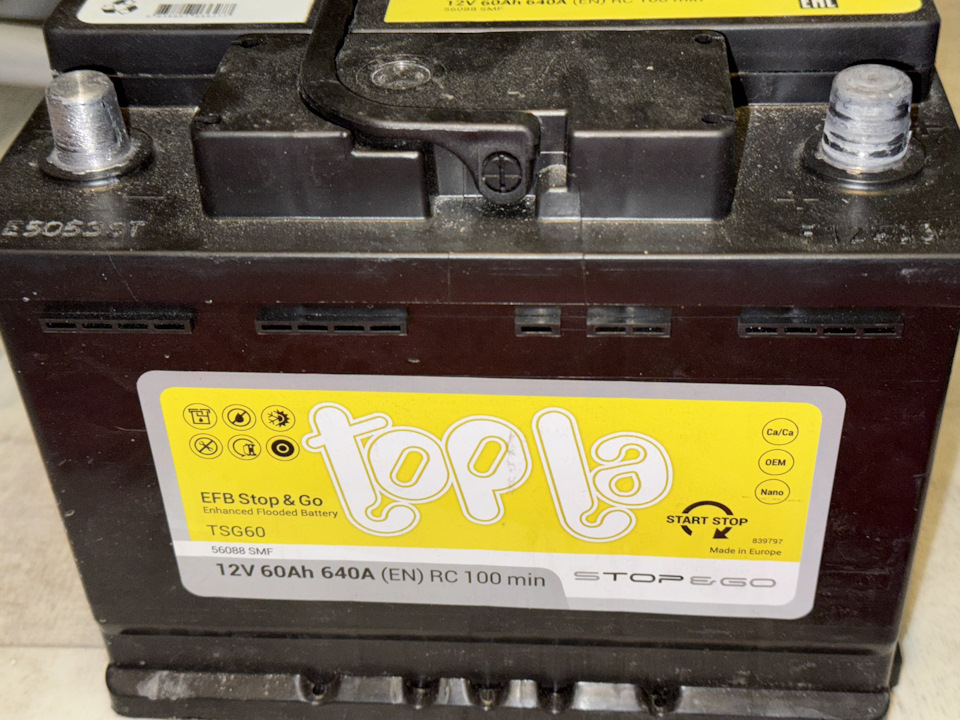 12V 60Ah 640A (EN) RC 100 min
56088 SMF
EAC
topla
Ca/Ca
OEM
Nano
EFB Stop & Go
Enhanced Flooded Battery
TSG60
START STOP
839797
Made in Europe
56088 SMF
12V 60Ah 640A (EN) RC 100 min
STOP&GO